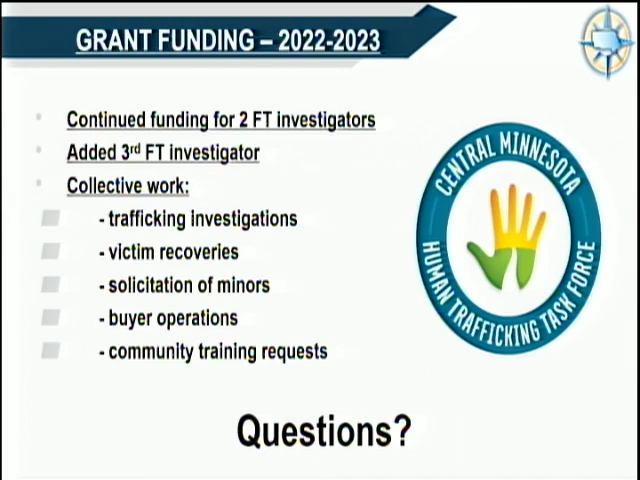 GRANT FUNDING – 2022-2023
Continued funding for 2 FT investigators
Added 3rd FT investigator
Collective work:
- trafficking investigations
- victim recoveries
- solicitation of minors
- buyer operations
- community training requests
CENTRAL MINNESOTA
HUMAN TRAFFICKING TASK FORCE
Questions?